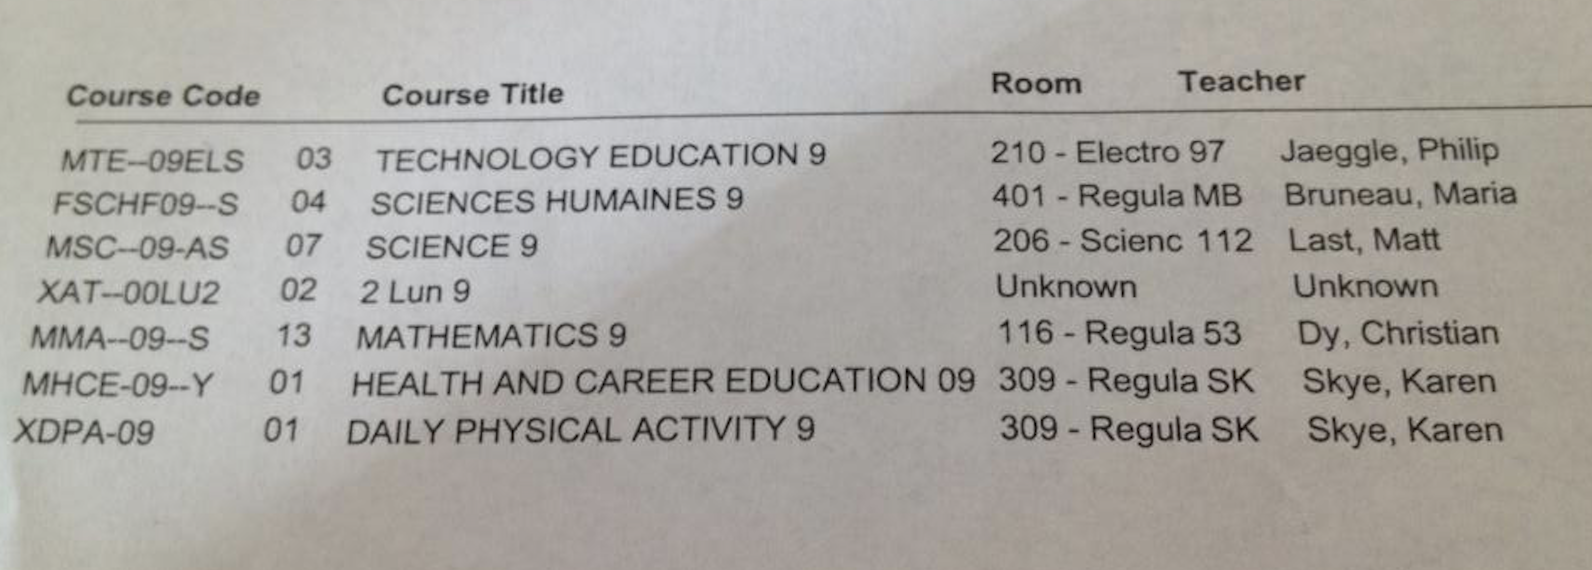 Course Code Course Title Room Teacher
MTE--09ELS 03 TECHNOLOGY EDUCATION 9 210 - Electro 97 Jaeggle, Philip
FSCHF09--S 04 SCIENCES HUMAINES 9 401 - Regula MB Bruneau, Maria
MSC--09-AS 07 SCIENCE 9 206 - Scienc 112 Last, Matt
XAT--00LU2 02 2 Lun 9 Unknown Unknown
MMA--09--S 13 MATHEMATICS 9 116 - Regula 53 Dy, Christian
MHCE-09--Y 01 HEALTH AND CAREER EDUCATION 09 309 - Regula SK Skye, Karen
XDPA-09 01 DAILY PHYSICAL ACTIVITY 9 309 - Regula SK Skye, Karen